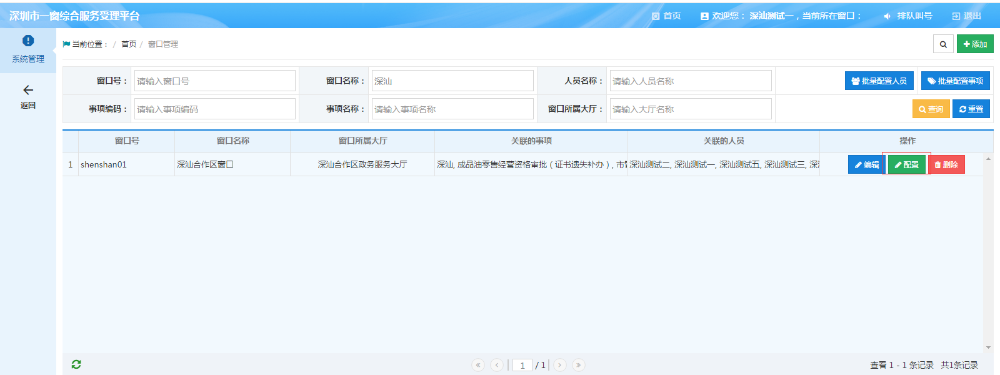 深圳市一窗综合服务受理平台
首页 欢迎您： 深汕测试一，当前所在窗口： 排队叫号 退出
系统管理
返回
当前位置： / 首页 / 窗口管理
添加
窗口号： 请输入窗口号 窗口名称： 深汕 人员名称： 请输入人员名称 批量配置人员 批量配置事项
事项编码： 请输入事项编码 事项名称： 请输入事项名称 窗口所属大厅： 请输入大厅名称 查询 重置
窗口号 窗口名称 窗口所属大厅 关联的事项 关联的人员 操作
1 shenshan01 深汕合作区窗口 深汕合作区政务服务大厅 深汕, 成品油零售经营资格审批（证书遗失补办）, 市 深汕测试二, 深汕测试一, 深汕测试五, 深汕测试三, 深 编辑 配置 删除
1 / 1
查看 1 - 1 条记录 共1条记录